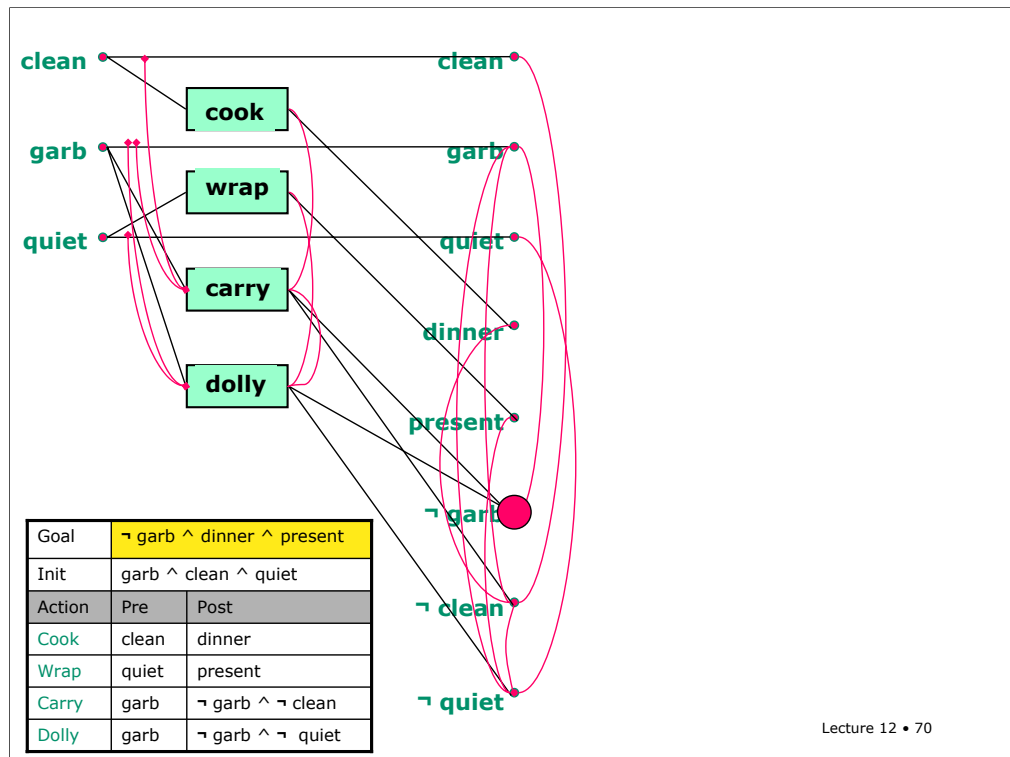 clean
clean
cook
garb
garb
wrap
quiet
quiet
carry
dinner
dolly
present
¬ garb
¬ clean
¬ quiet
Goal ¬ garb ^ dinner ^ present
Init garb ^ clean ^ quiet
Action Pre Post
Cook clean dinner
Wrap quiet present
Carry garb ¬ garb ^ ¬ clean
Dolly garb ¬ garb ^ ¬ quiet
Lecture 12 • 70